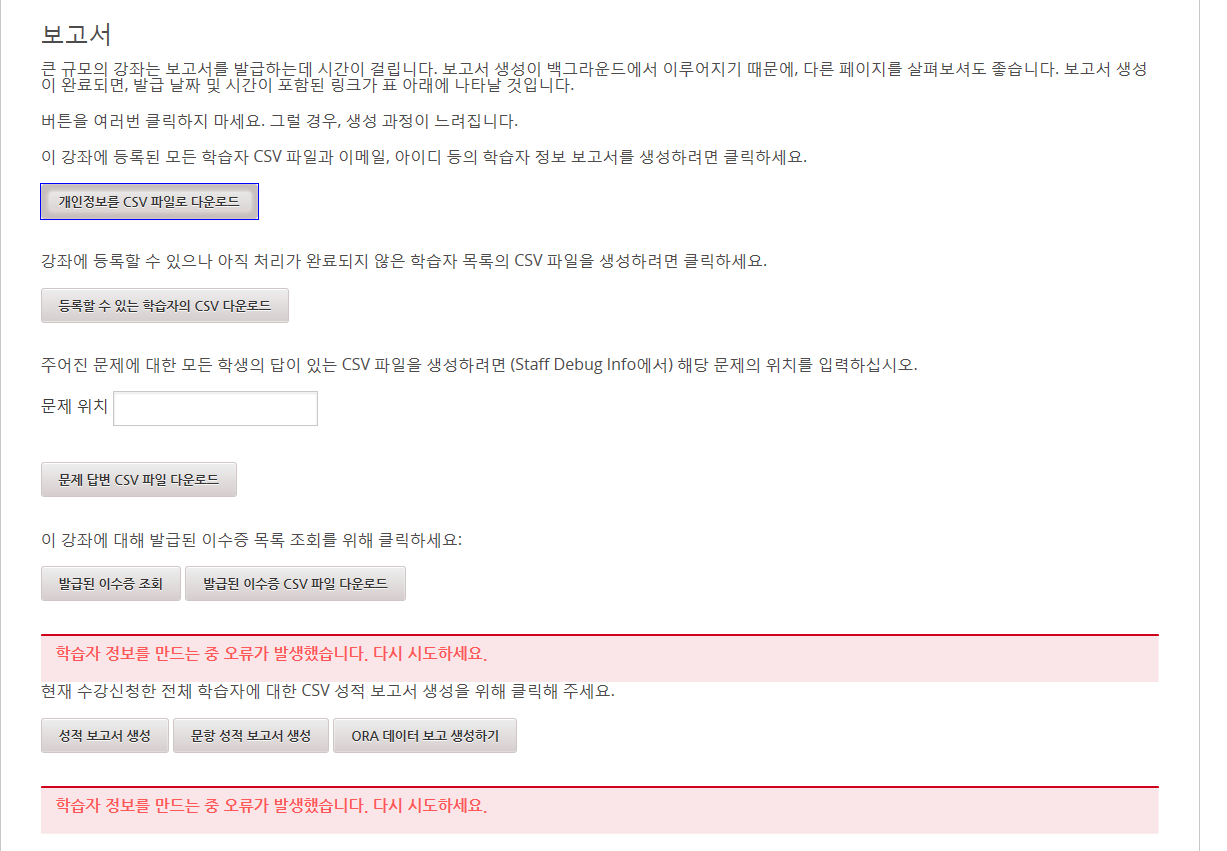 보고서
큰 규모의 강좌는 보고서를 발급하는데 시간이 걸립니다. 보고서 생성이 백그라운드에서 이루어지기 때문에, 다른 페이지를 살펴보셔도 좋습니다. 보고서 생성
이 완료되면, 발급 날짜 및 시간이 포함된 링크가 표 아래에 나타날 것입니다.
버튼을 여러번 클릭하지 마세요. 그럴 경우, 생성 과정이 느려집니다.
이 강좌에 등록된 모든 학습자 CSV 파일과 이메일, 아이디 등의 학습자 정보 보고서를 생성하려면 클릭하세요.
개인정보를 CSV 파일로 다운로드
강좌에 등록할 수 있으나 아직 처리가 완료되지 않은 학습자 목록의 CSV 파일을 생성하려면 클릭하세요.
등록할 수 있는 학습자의 CSV 다운로드
주어진 문제에 대한 모든 학생의 답이 있는 CSV 파일을 생성하려면 (Staff Debug Info에서) 해당 문제의 위치를 입력하십시오.
문제 위치
문제 답변 CSV 파일 다운로드
이 강좌에 대해 발급된 이수증 목록 조회를 위해 클릭하세요:
발급된 이수증 조회 발급된 이수증 CSV 파일 다운로드
학습자 정보를 만드는 중 오류가 발생했습니다. 다시 시도하세요.
현재 수강신청한 전체 학습자에 대한 CSV 성적 보고서 생성을 위해 클릭해 주세요.
성적 보고서 생성 문항 성적 보고서 생성 ORA 데이터 보고 생성하기
학습자 정보를 만드는 중 오류가 발생했습니다. 다시 시도하세요.